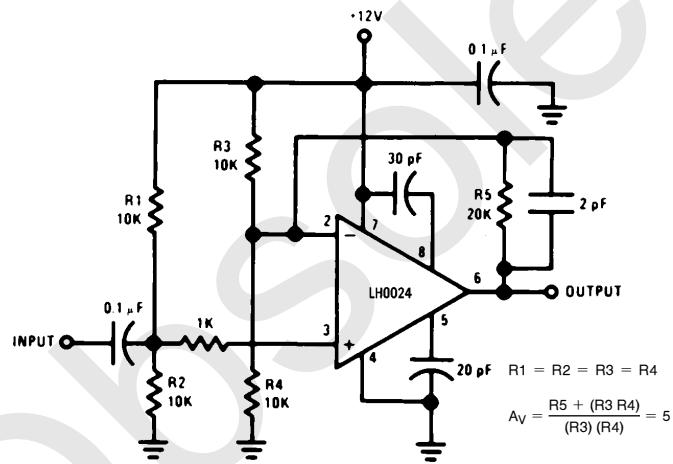 +12V
0.1 μF
R3
10K
30 pF
R1
10K
R5
20K
2 pF
2
−
7
8
6
LH0024
OUTPUT
0.1 μF
1K
3
+
5
4
INPUT
R2
10K
R4
10K
20 pF
R1 = R2 = R3 = R4
AV = R5 + (R3 R4) / (R3) (R4) = 5